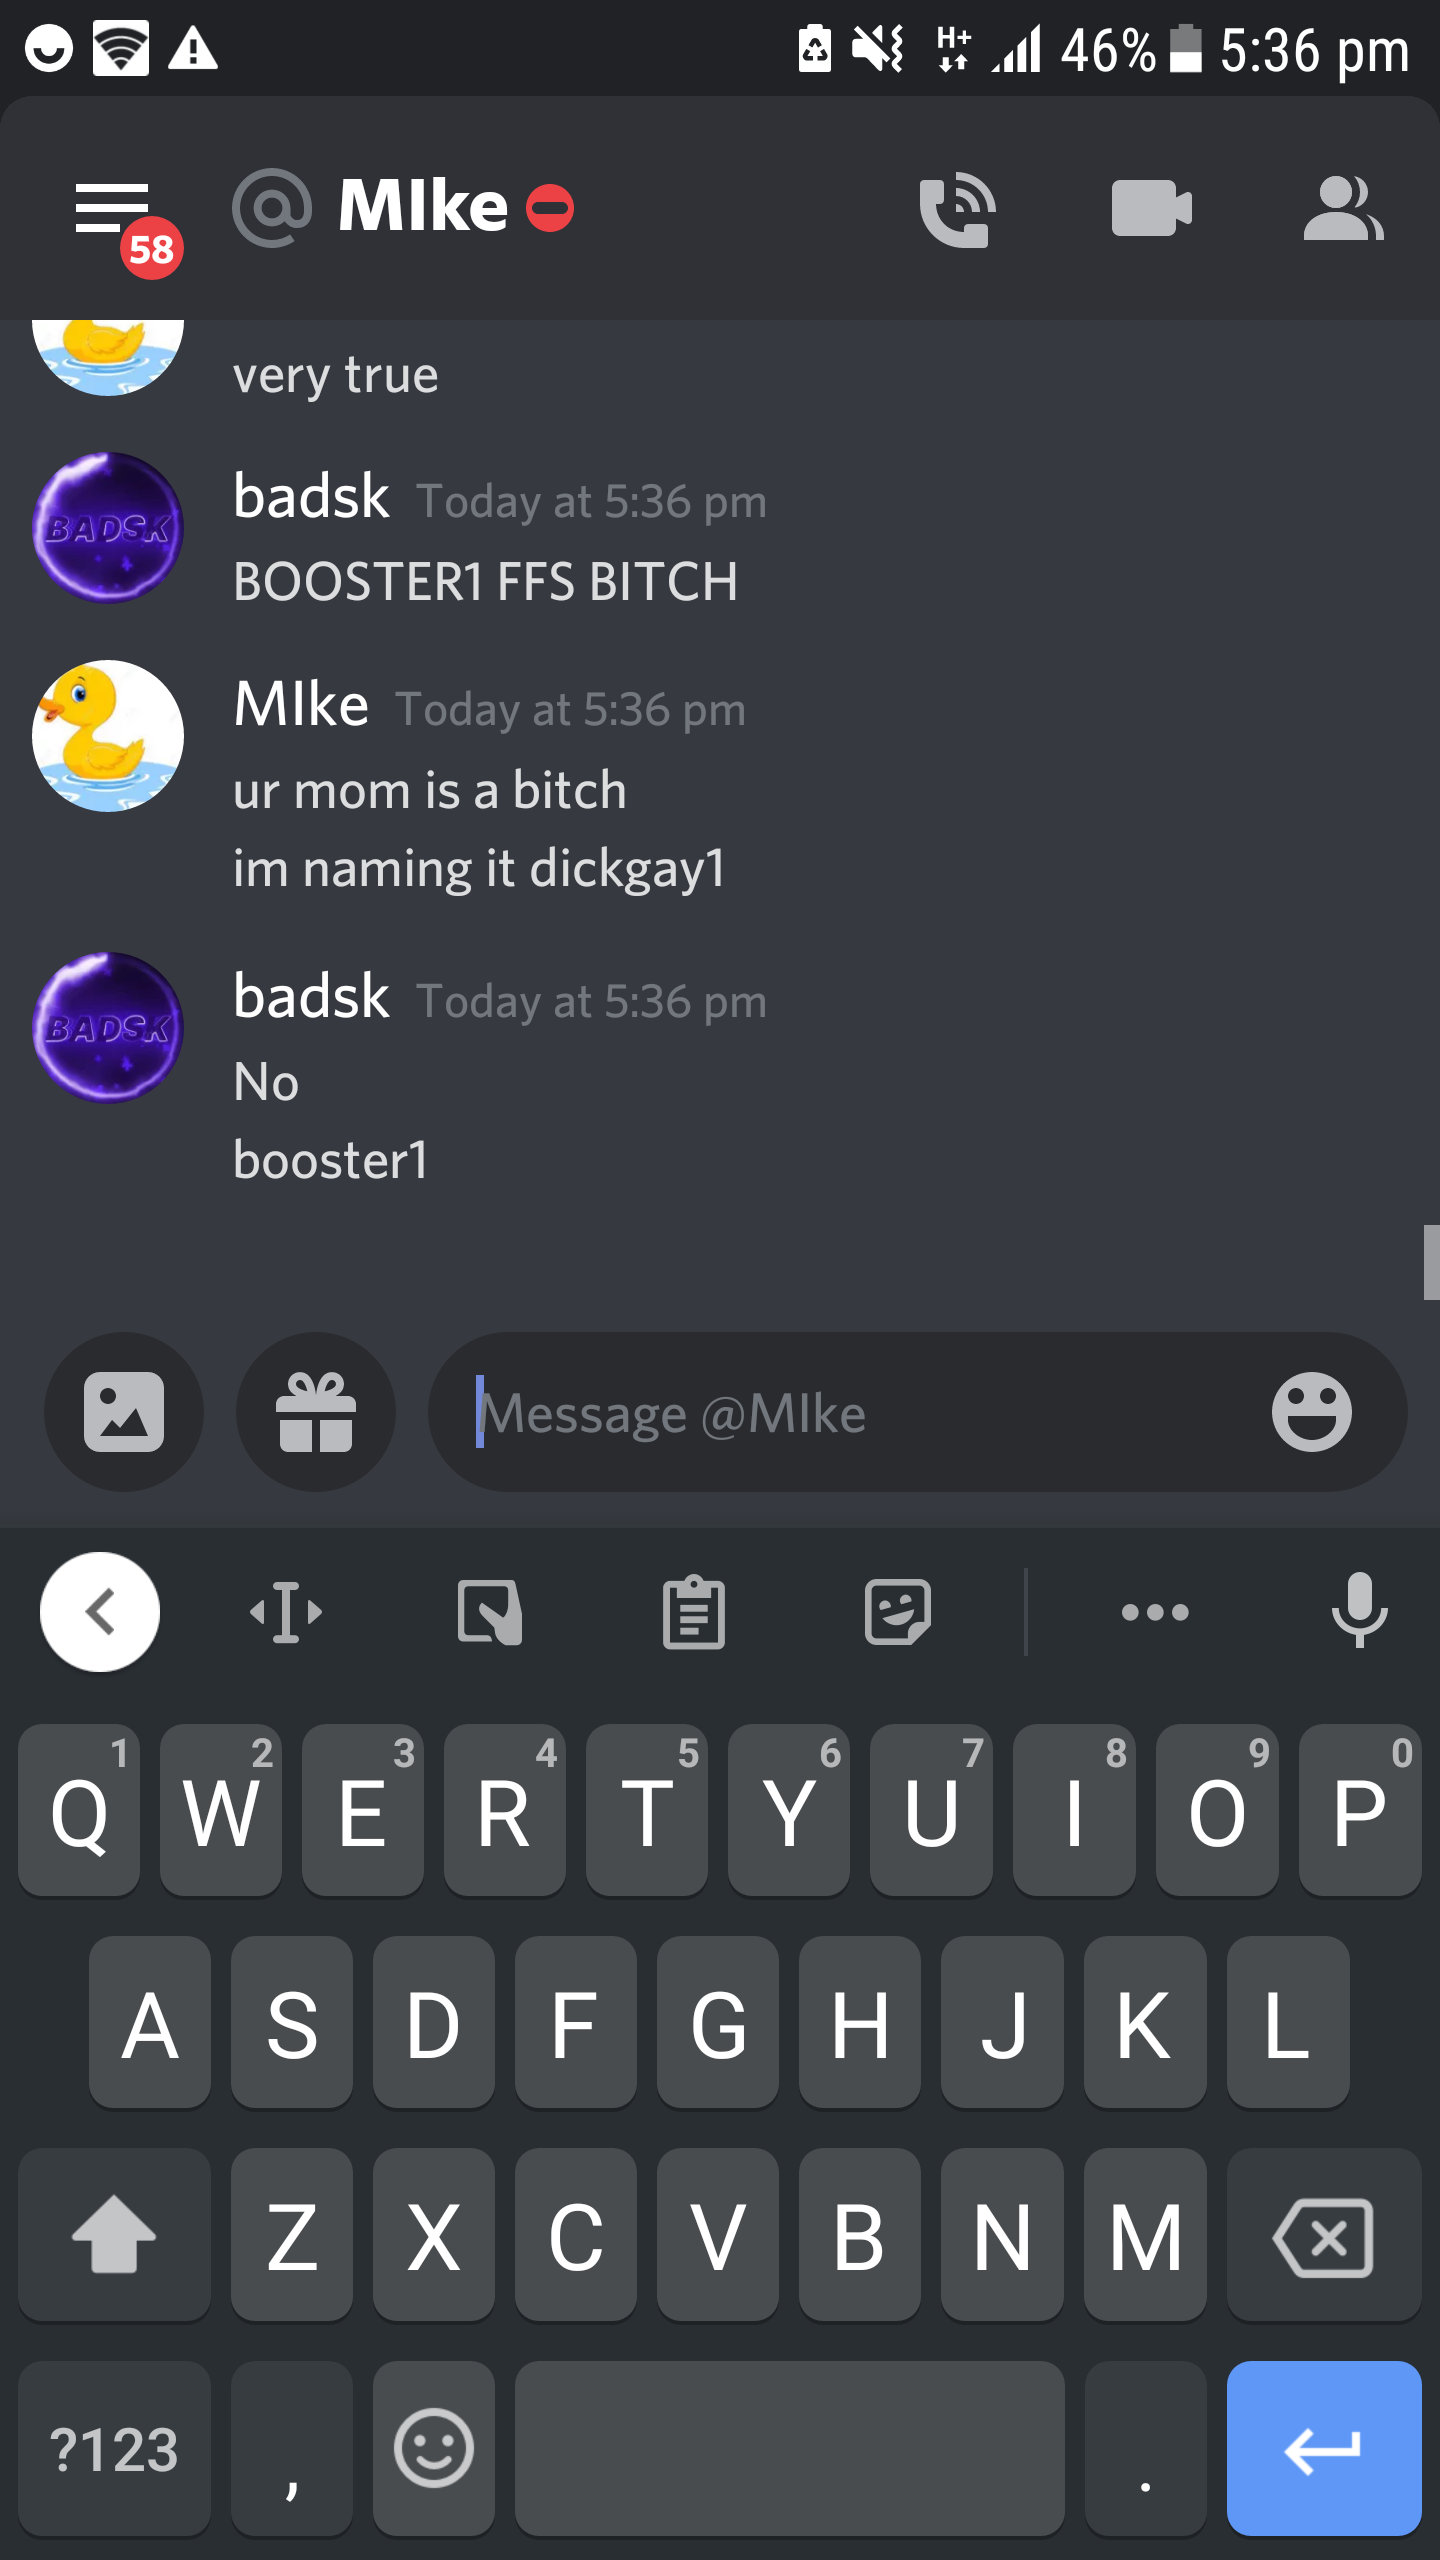 H+ 46% 5:36 pm
58 MIke
very true
badsk Today at 5:36 pm
BADSK
BOOSTER1 FFS BITCH
MIke Today at 5:36 pm
ur mom is a bitch
im naming it dickgay1
badsk Today at 5:36 pm
BADSK
No
booster1
Message @MIke
1 2 3 4 5 6 7 8 9 0
Q W E R T Y U I O P
A S D F G H J K L
Z X C V B N M
?123 , .